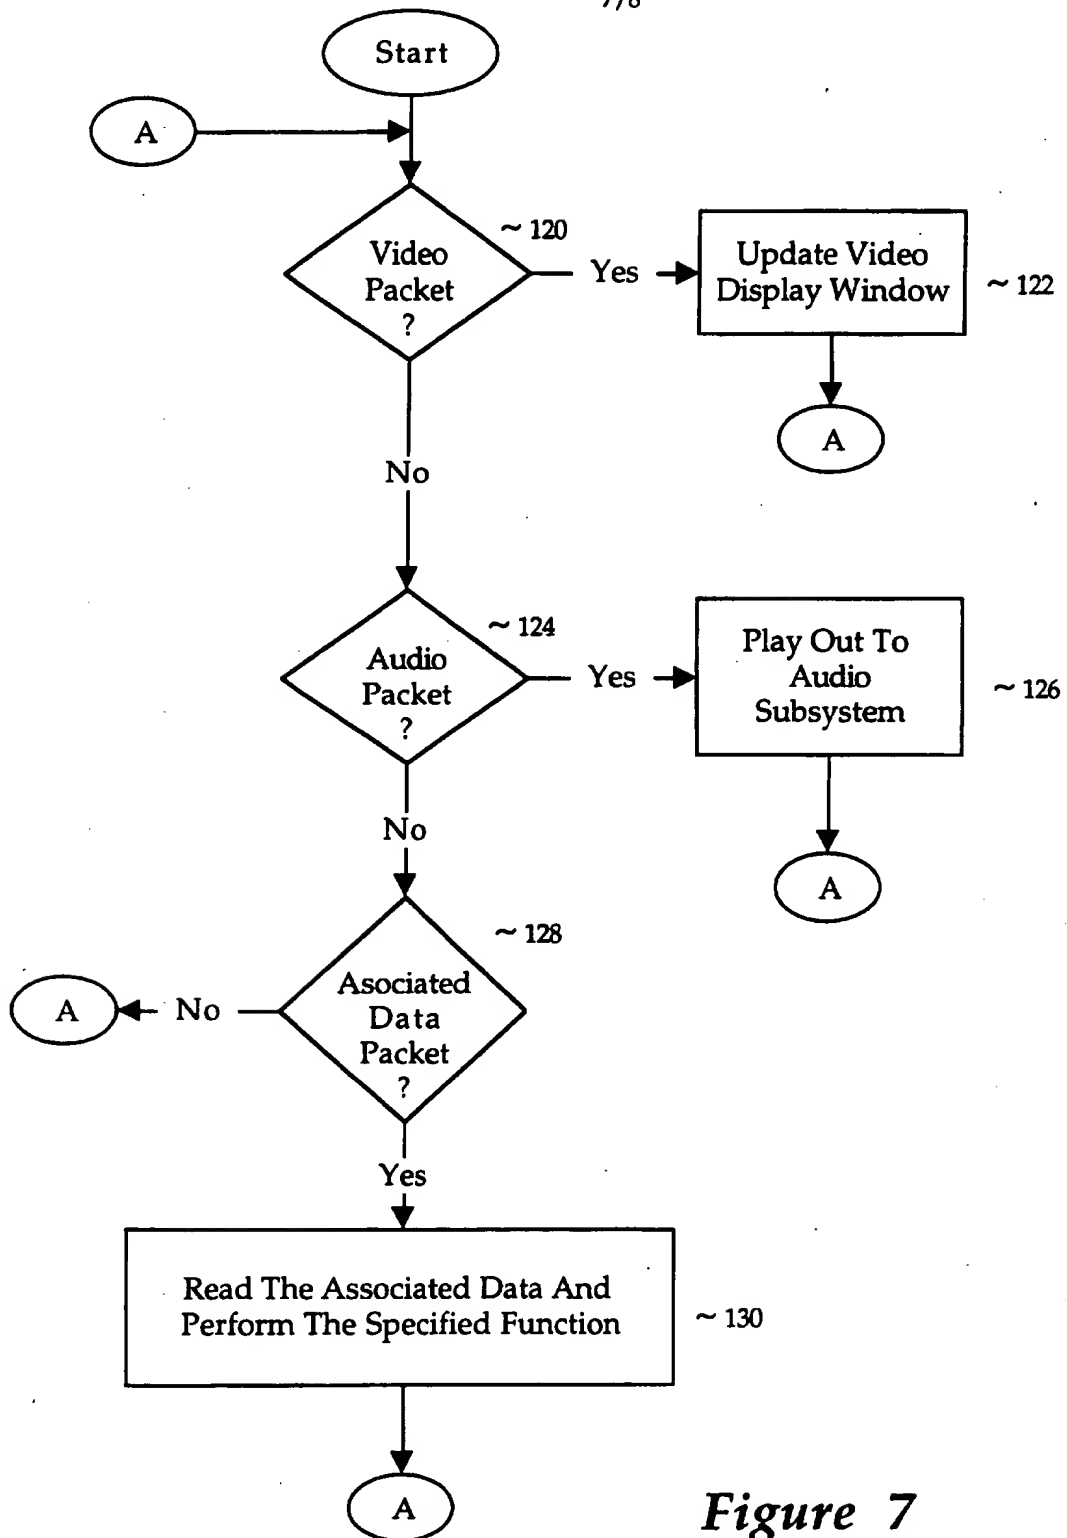 7/8
Start
A
~ 120
Video
Packet
?
Yes
Update Video
Display Window
~ 122
A
No
~ 124
Audio
Packet
?
Yes
Play Out To
Audio
Subsystem
~ 126
A
No
~ 128
Asociated
Data
Packet
?
No
A
Yes
Read The Associated Data And
Perform The Specified Function
~ 130
A
Figure 7